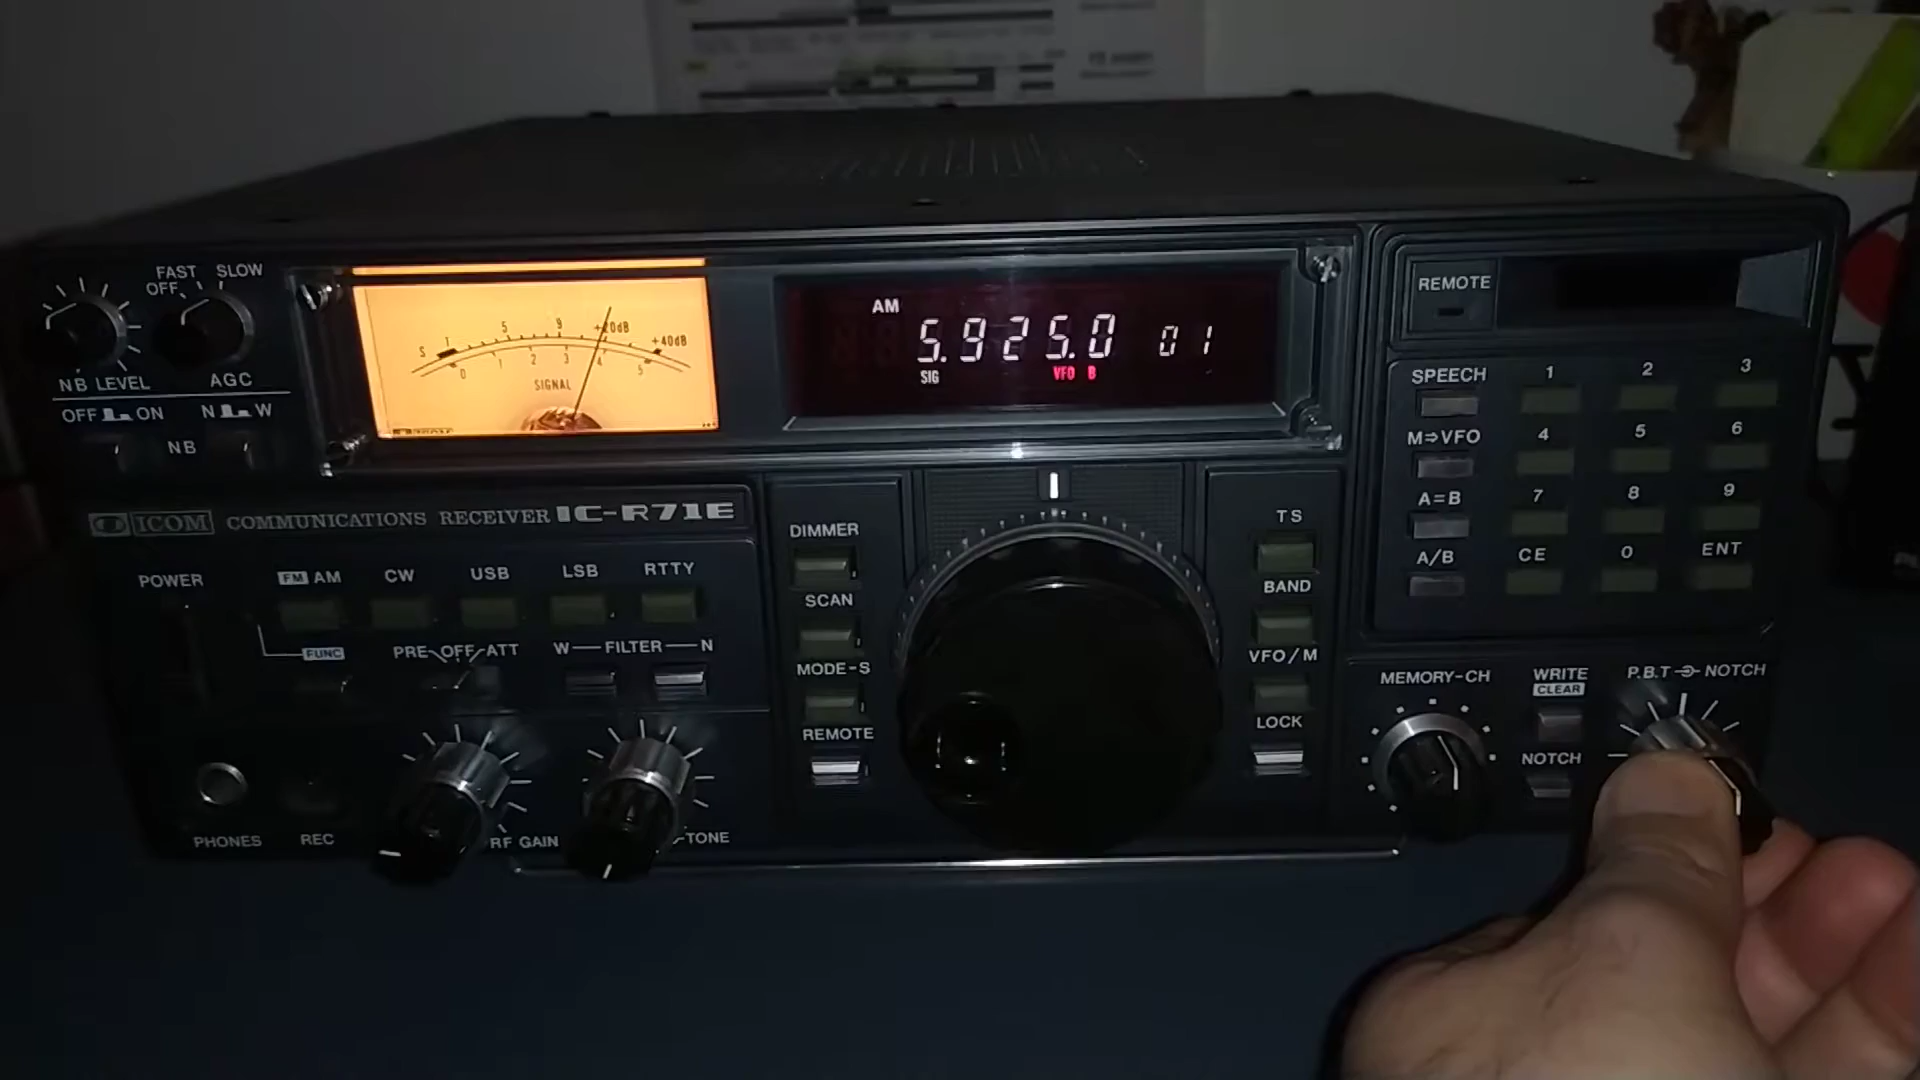 FAST SLOW
OFF
NB LEVEL AGC
OFF ON N W
NB
S 1 5 9 +20dB +40dB
0 1 2 3 4 5
SIGNAL
AM
5.925.0 01
SIG VFO B
REMOTE
SPEECH 1 2 3
M⇒VFO 4 5 6
A=B 7 8 9
A/B CE 0 ENT
ICOM COMMUNICATIONS RECEIVER IC-R71E
POWER FM AM CW USB LSB RTTY
FUNC PRE OFF ATT W FILTER N
PHONES REC RF GAIN TONE
DIMMER
SCAN
MODE-S
REMOTE
TS
BAND
VFO/M
LOCK
MEMORY-CH WRITE P.B.T NOTCH
CLEAR
NOTCH